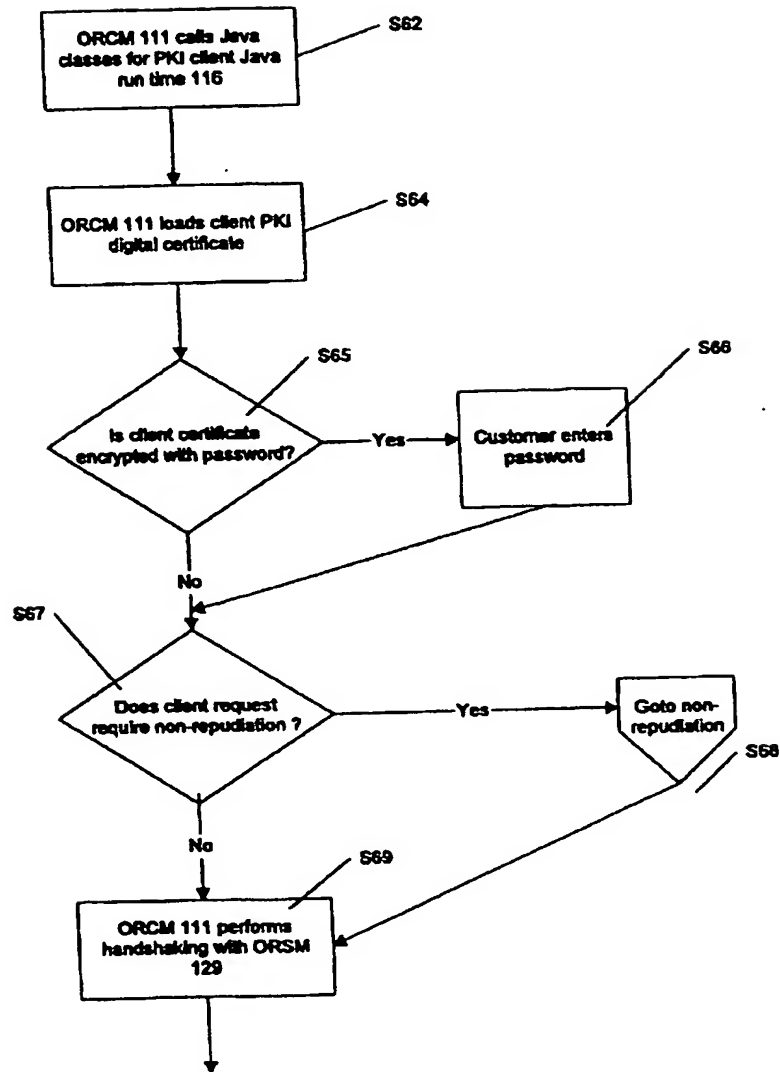 ORCM 111 calls Java
classes for PKI client Java
run time 116
S62
ORCM 111 loads client PKI
digital certificate
S64
S65
Is client certificate
encrypted with password?
Yes
Customer enters
password
S66
No
S67
Does client request
require non-repudiation ?
Yes
Goto non-
repudiation
S68
No
S69
ORCM 111 performs
handshaking with ORSM
129